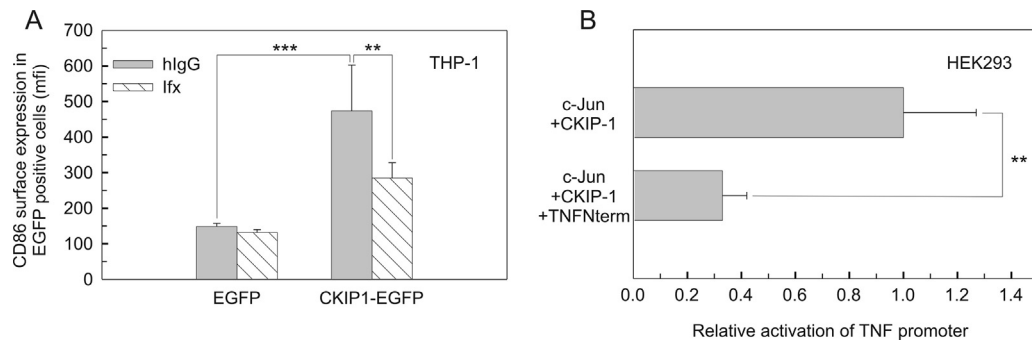 A
CD86 surface expression in
EGFP positive cells (mfi)
700
600
500
400
300
200
100
0
hIgG
Ifx
***
**
THP-1
EGFP
CKIP1-EGFP
B
HEK293
c-Jun
+CKIP-1
c-Jun
+CKIP-1
+TNFNterm
**
0.0 0.2 0.4 0.6 0.8 1.0 1.2 1.4
Relative activation of TNF promoter